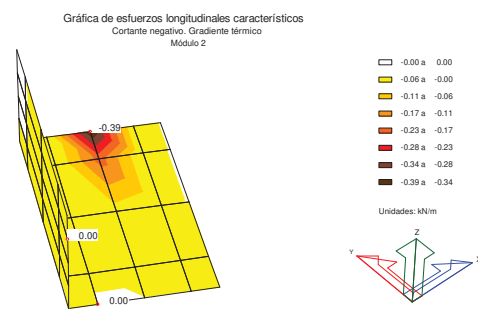 Gráfica de esfuerzos longitudinales característicos
Cortante negativo. Gradiente térmico
Módulo 2
-0.00 a 0.00
-0.06 a -0.00
-0.11 a -0.06
-0.17 a -0.11
-0.23 a -0.17
-0.28 a -0.23
-0.34 a -0.28
-0.39 a -0.34
Unidades: kN/m
-0.39
0.00
0.00
Z
Y
X